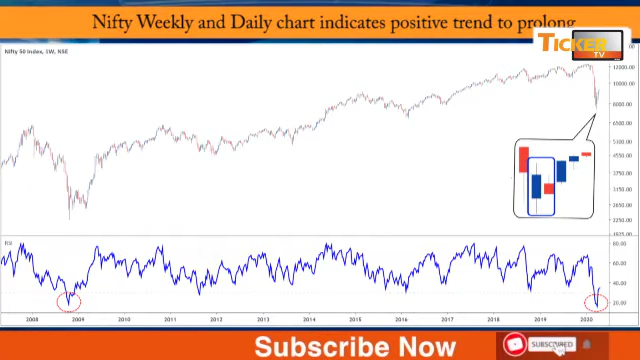 Nifty Weekly and Daily chart indicates positive trend to prolong
TICKER
TV
Nifty 50 Index, 1W, NSE
12000.00
10000.00
8000.00
6500.00
5500.00
4550.00
3750.00
3150.00
2250.00
RSI
80.00
60.00
40.00
20.00
2008 2009 2010 2011 2012 2013 2014 2015 2016 2017 2018 2019 2020
Subscribe Now
SUBSCRIBED